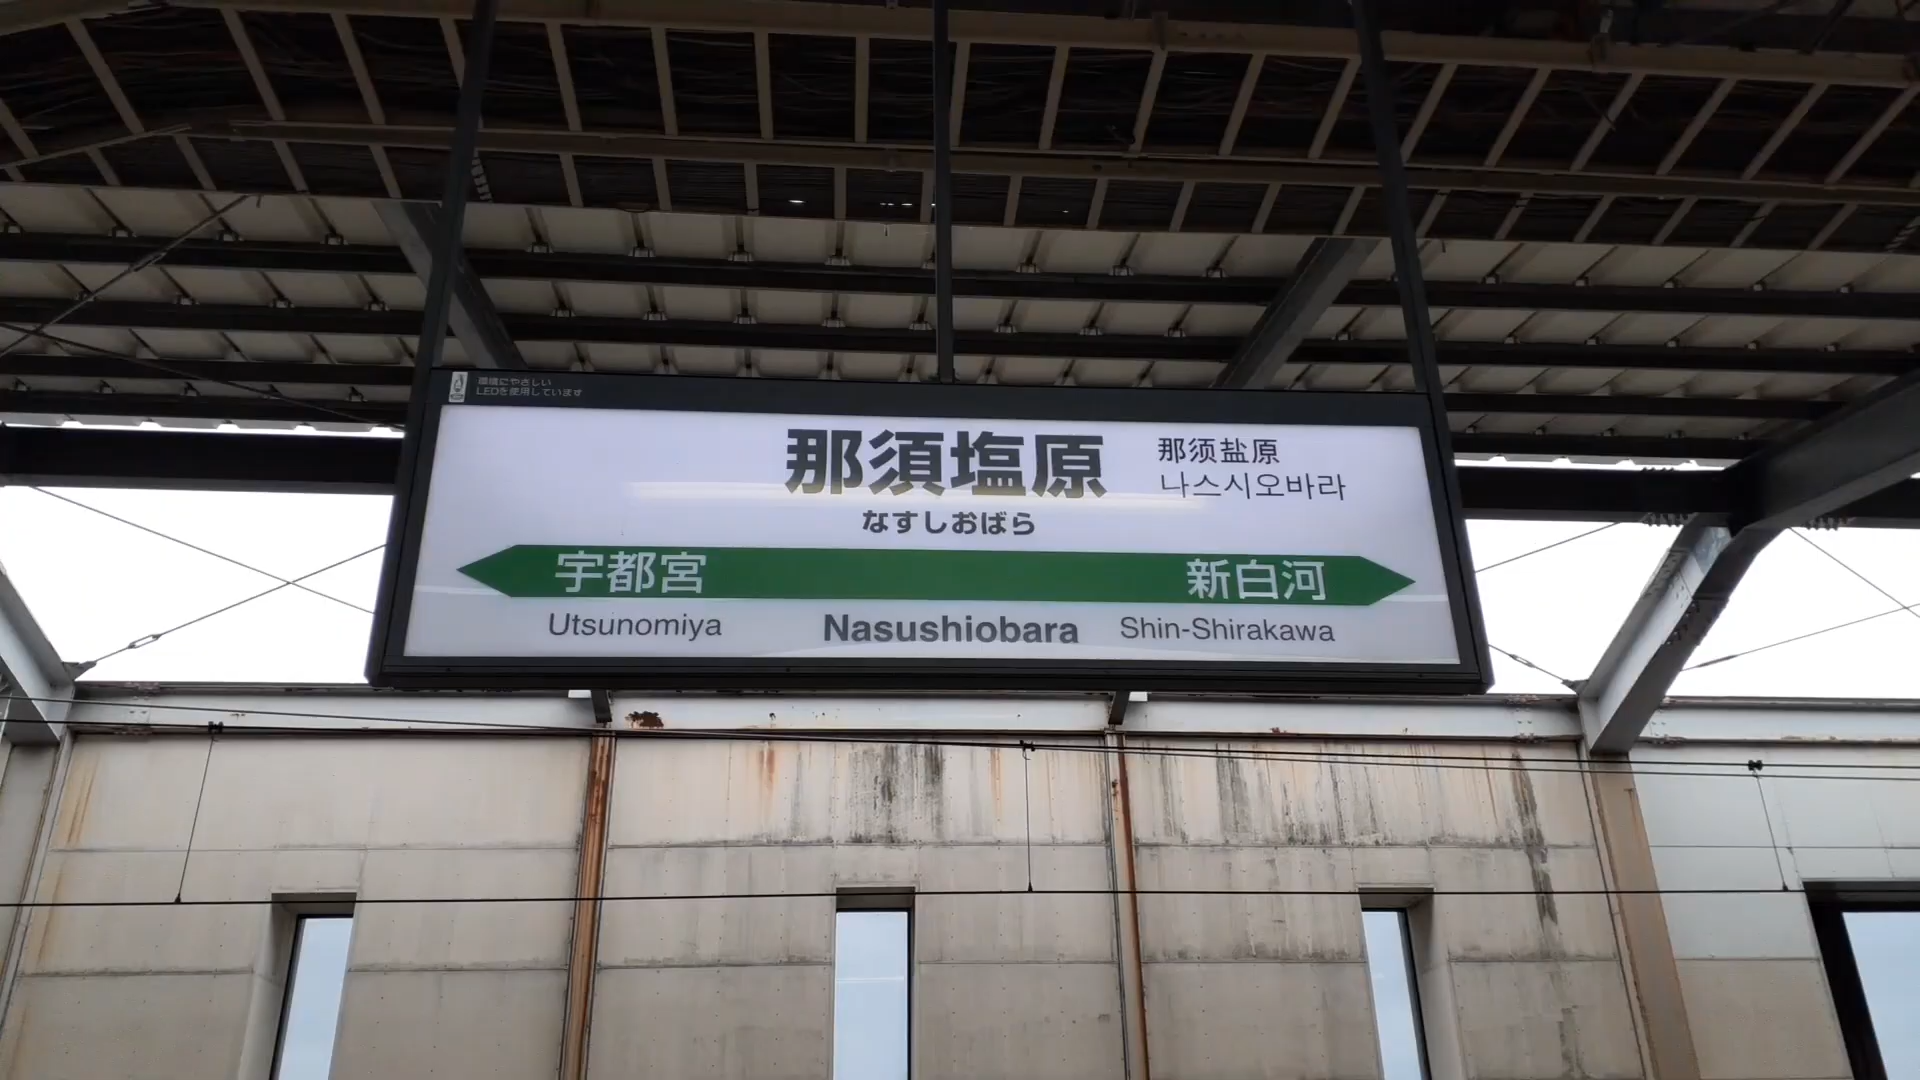 環境にやさしい
LEDを使用しています
那須塩原
那须盐原
나스시오바라
なすしおばら
宇都宮
新白河
Utsunomiya
Nasushiobara
Shin-Shirakawa